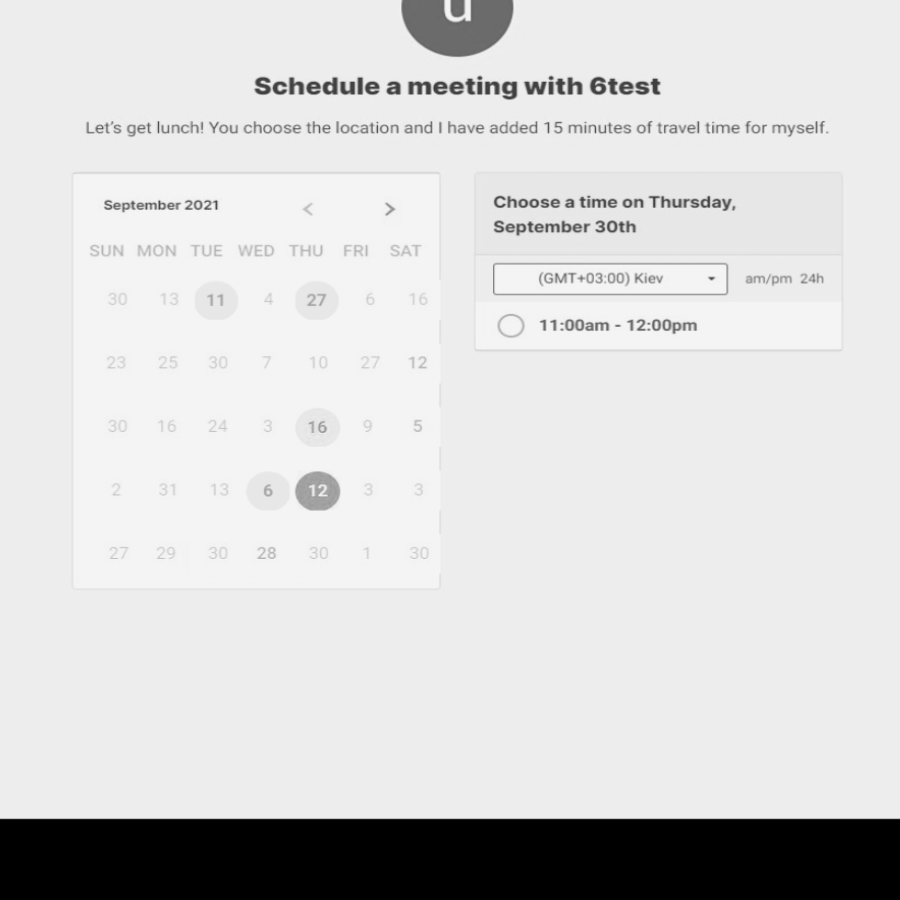 u
Schedule a meeting with 6test
Let's get lunch! You choose the location and I have added 15 minutes of travel time for myself.
September 2021 < >
SUN MON TUE WED THU FRI SAT
30 13 11 4 27 6 16
23 25 30 7 10 27 12
30 16 24 3 16 9 5
2 31 13 6 12 3 3
27 29 30 28 30 1 30
Choose a time on Thursday,
September 30th
(GMT+03:00) Kiev am/pm 24h
11:00am - 12:00pm